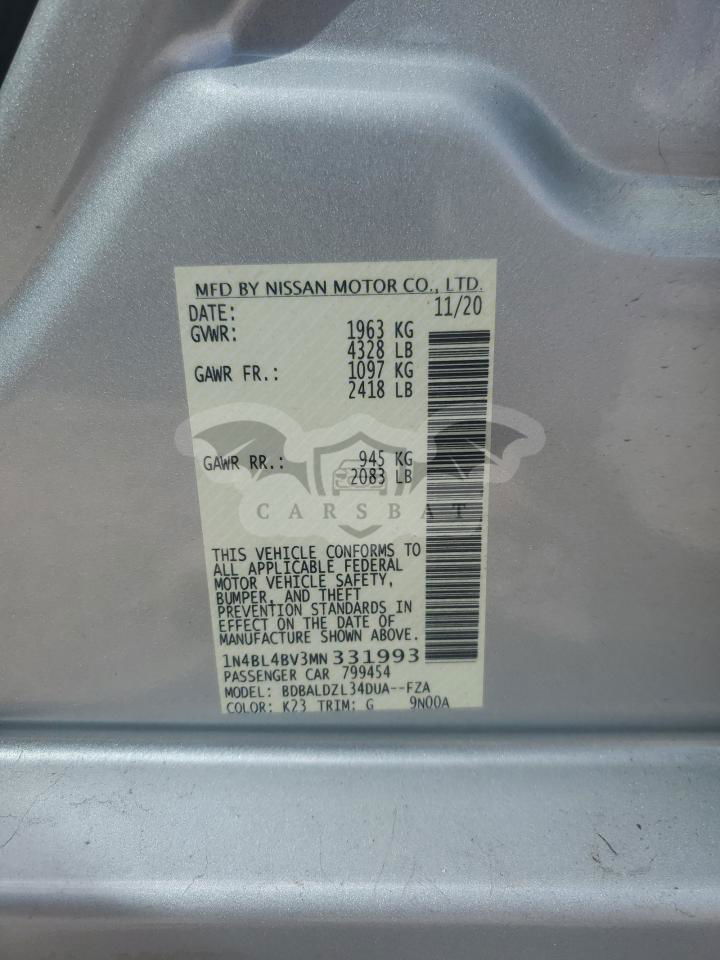 MFD BY NISSAN MOTOR CO., LTD.
DATE: 11/20
GVWR: 1963 KG
4328 LB
GAWR FR.: 1097 KG
2418 LB
GAWR RR.: 945 KG
2083 LB
CARSBAT
THIS VEHICLE CONFORMS TO
ALL APPLICABLE FEDERAL
MOTOR VEHICLE SAFETY,
BUMPER, AND THEFT
PREVENTION STANDARDS IN
EFFECT ON THE DATE OF
MANUFACTURE SHOWN ABOVE.
1N4BL4BV3MN331993
PASSENGER CAR 799454
MODEL: BDBALDZL34DUA--FZA
COLOR: K23 TRIM: G 9N00A